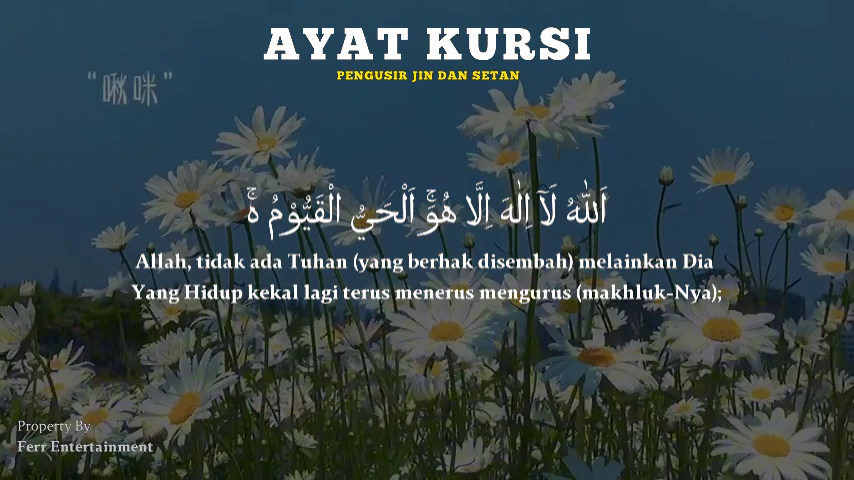 AYAT KURSI
PENGUSIR JIN DAN SETAN
“啾咪”
اَللّٰهُ لَآ اِلٰهَ اِلَّا هُوَۚ اَلْحَيُّ الْقَيُّوْمُ ەۚ
Allah, tidak ada Tuhan (yang berhak disembah) melainkan Dia
Yang Hidup kekal lagi terus menerus mengurus (makhluk-Nya);
Property By
Ferr Entertainment